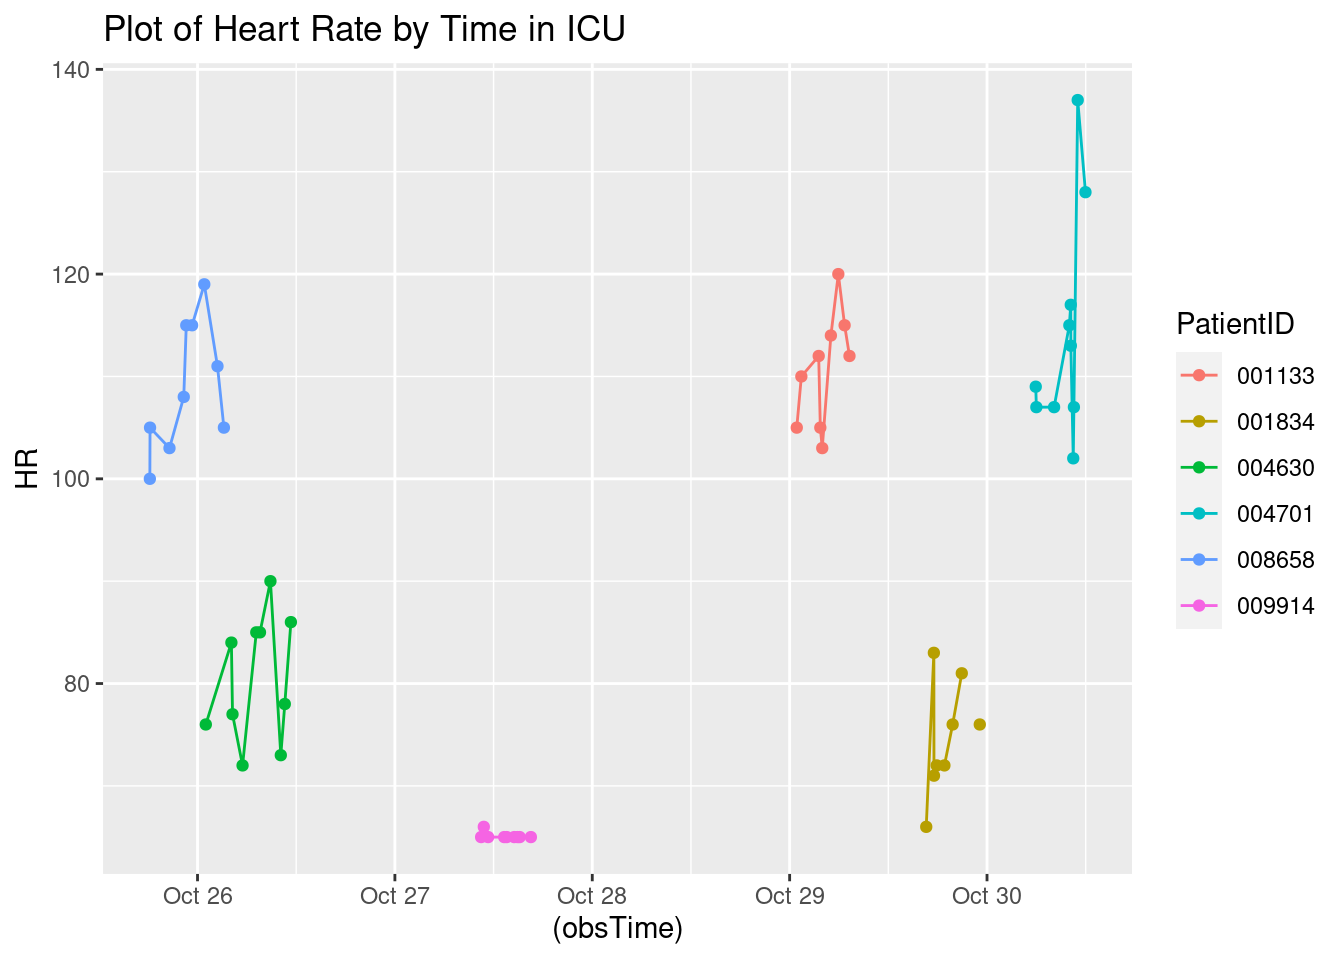 Plot of Heart Rate by Time in ICU
140
120
100
80
HR
Oct 26
Oct 27
Oct 28
Oct 29
Oct 30
(obsTime)
PatientID
001133
001834
004630
004701
008658
009914